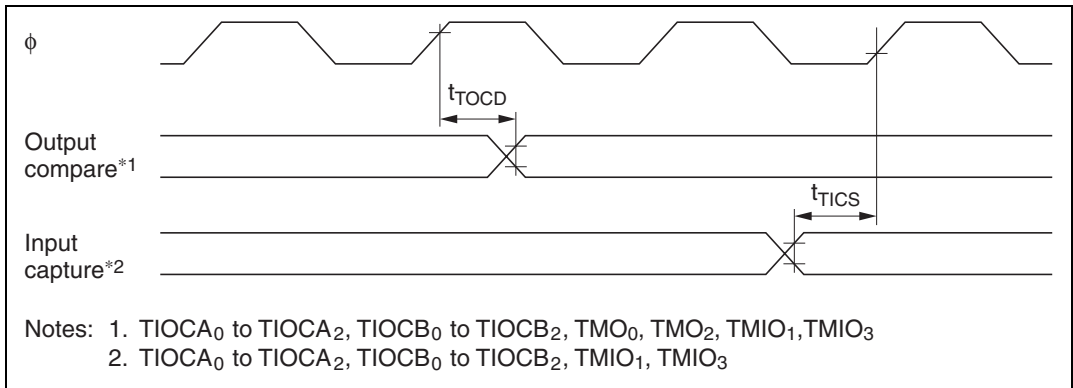 ϕ
tTOCD
Output
compare*1
tTICS
Input
capture*2
Notes: 1. TIOCA0 to TIOCA2, TIOCB0 to TIOCB2, TMO0, TMO2, TMIO1,TMIO3
2. TIOCA0 to TIOCA2, TIOCB0 to TIOCB2, TMIO1, TMIO3